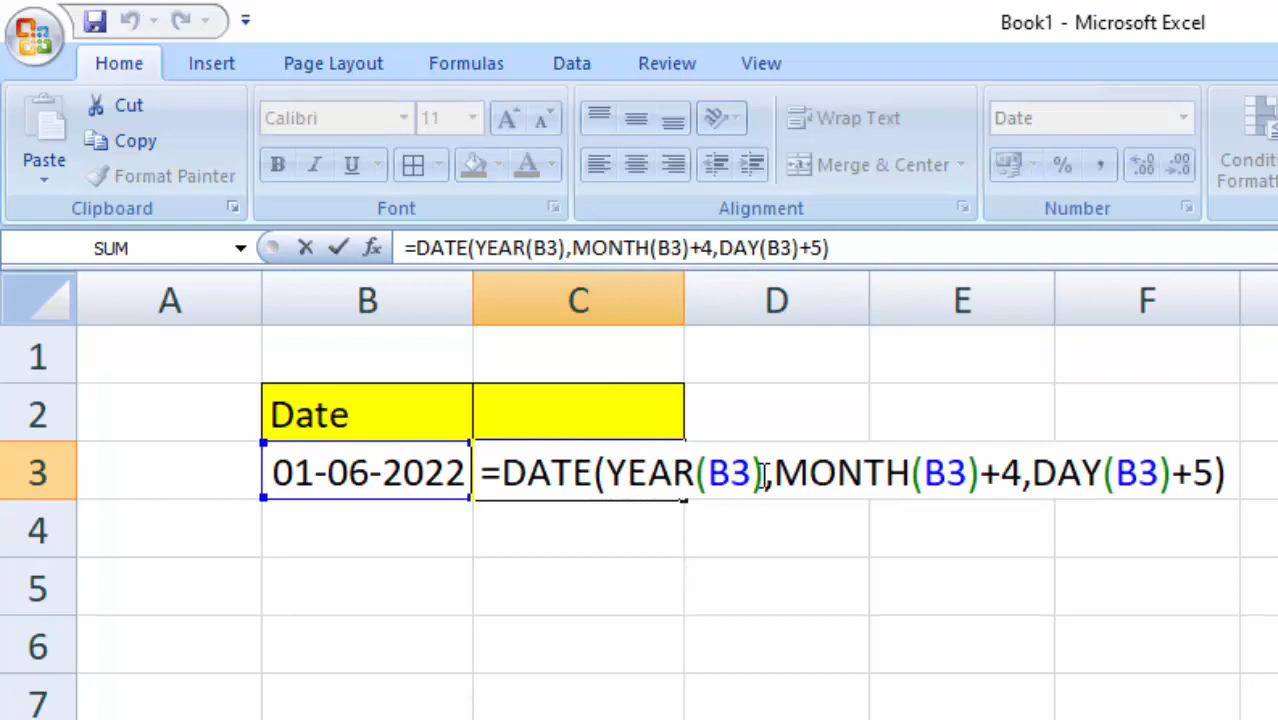 Book1 - Microsoft Excel
Home Insert Page Layout Formulas Data Review View
Cut
Copy
Format Painter
Paste
Clipboard
Calibri 11
B I U
Font
Wrap Text
Merge & Center
Alignment
Date
% ,
Number
Condit
Formatt
SUM =DATE(YEAR(B3),MONTH(B3)+4,DAY(B3)+5)
A B C D E F
1
2 Date
3 01-06-2022 =DATE(YEAR(B3),MONTH(B3)+4,DAY(B3)+5)
4
5
6
7